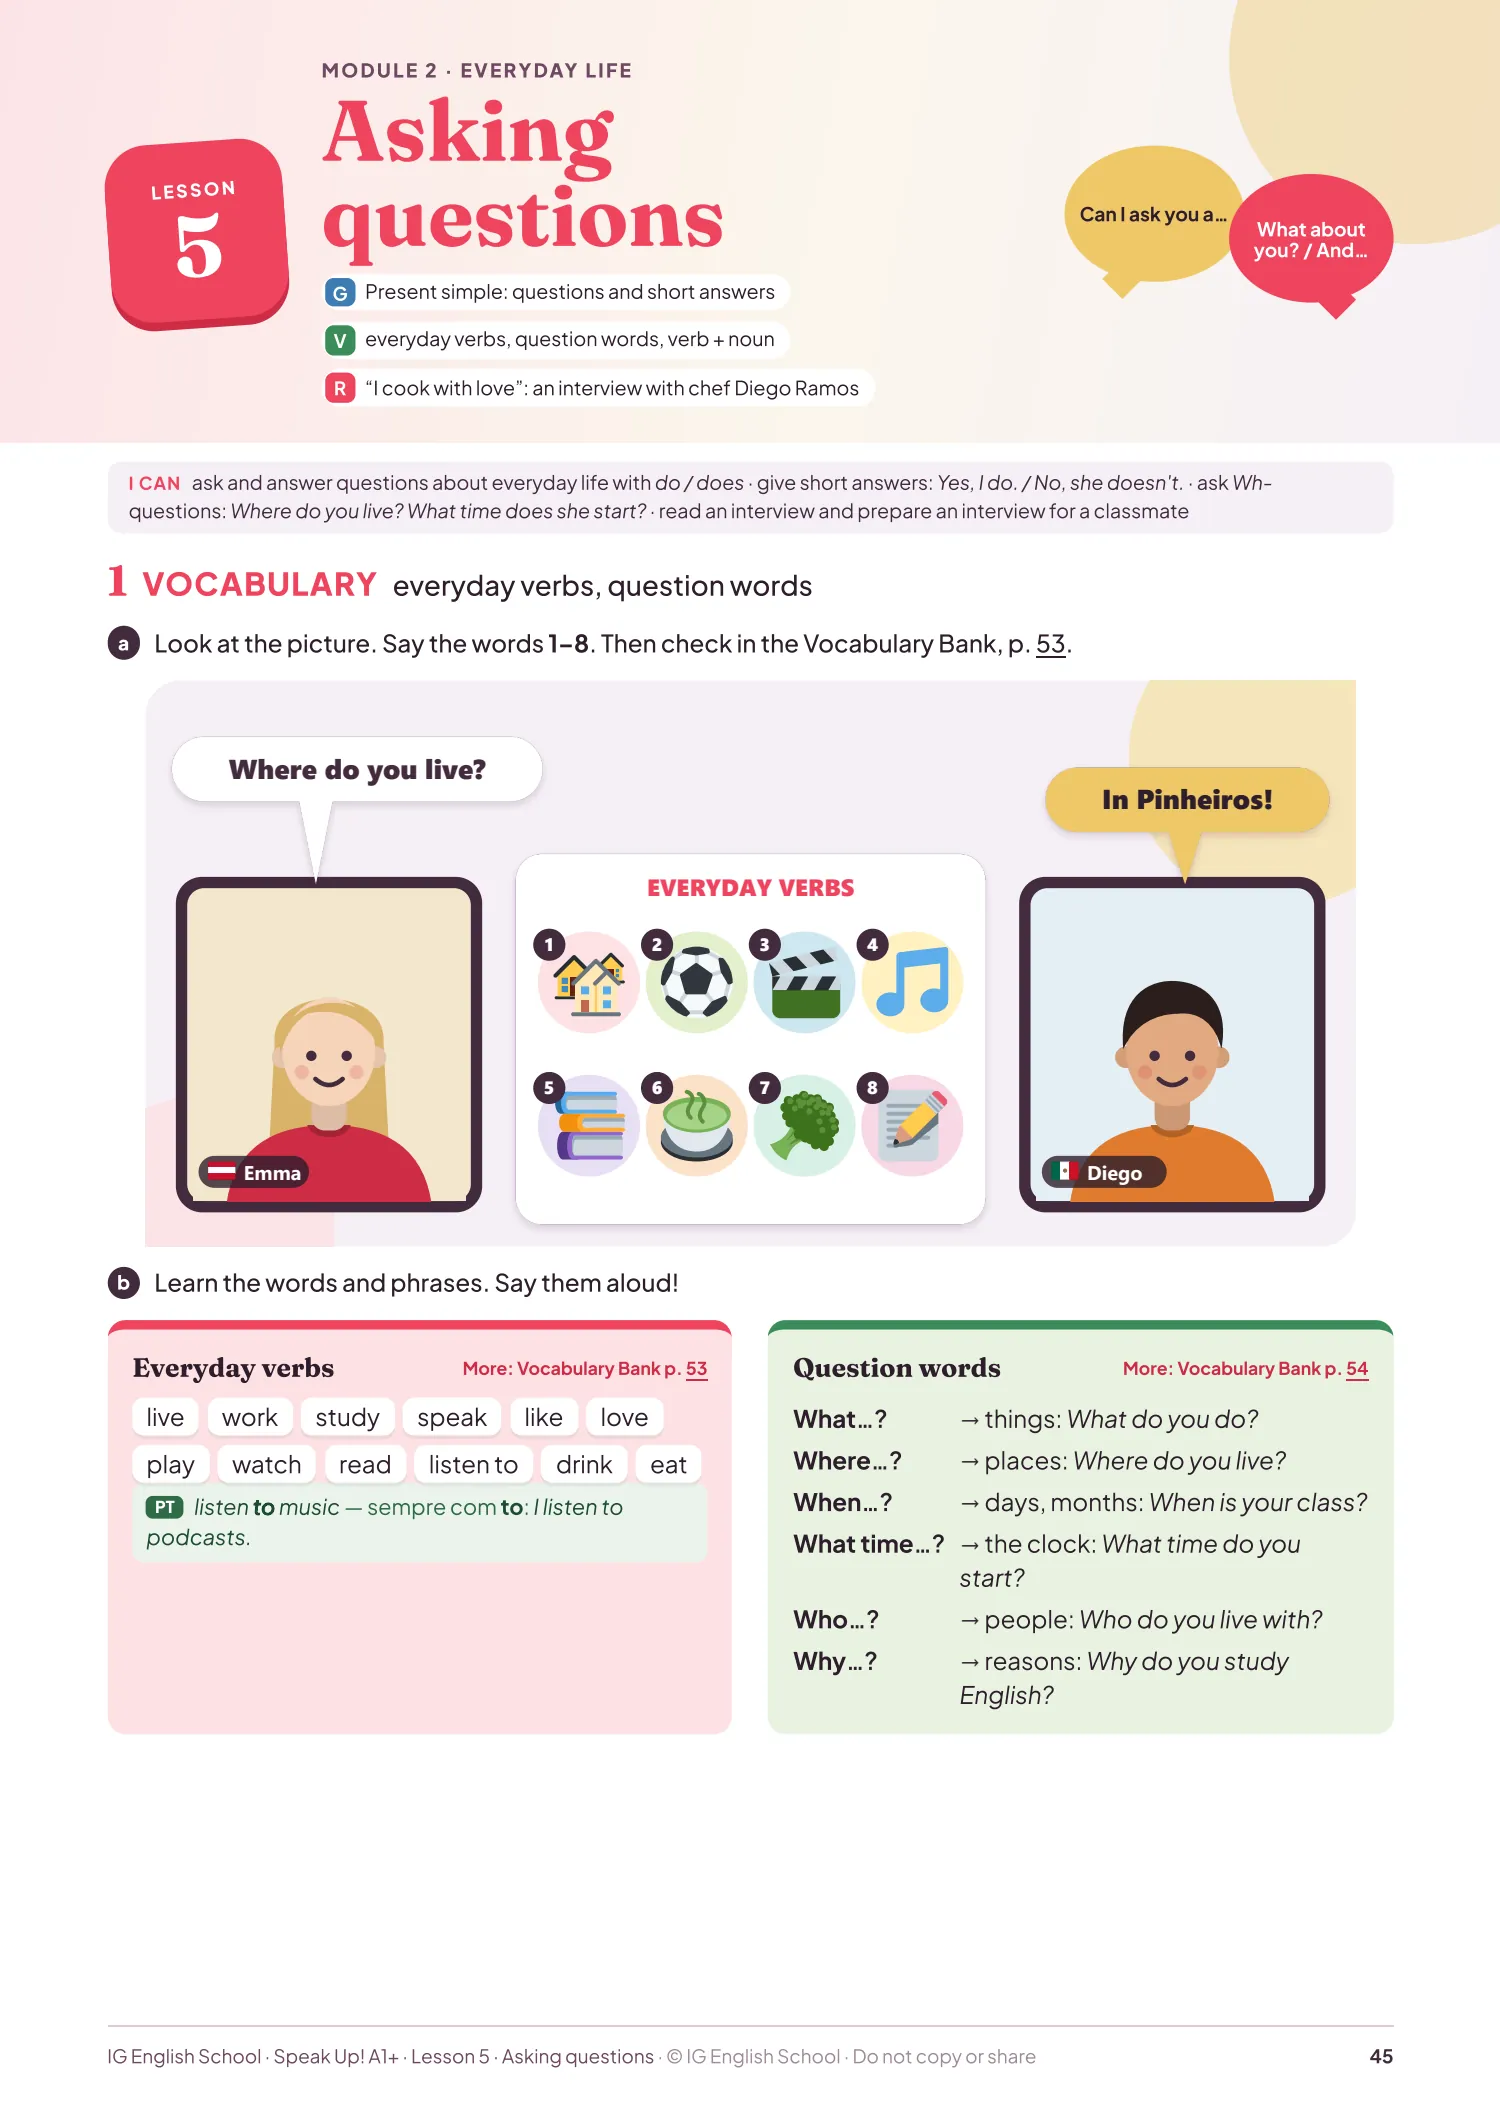 MODULE 2 · EVERYDAY LIFE
Asking
questions
LESSON
5
G Present simple: questions and short answers
V everyday verbs, question words, verb + noun
R “I cook with love”: an interview with chef Diego Ramos
Can I ask you a…
What about
you? / And…
I CAN ask and answer questions about everyday life with do / does · give short answers: Yes, I do. / No, she doesn't. · ask Wh-
questions: Where do you live? What time does she start? · read an interview and prepare an interview for a classmate
1 VOCABULARY everyday verbs, question words
a Look at the picture. Say the words 1–8. Then check in the Vocabulary Bank, p. 53.
Where do you live?
In Pinheiros!
EVERYDAY VERBS
1 2 3 4
5 6 7 8
Emma
Diego
b Learn the words and phrases. Say them aloud!
Everyday verbs More: Vocabulary Bank p. 53
live work study speak like love
play watch read listen to drink eat
PT listen to music — sempre com to: I listen to
podcasts.
Question words More: Vocabulary Bank p. 54
What…? → things: What do you do?
Where…? → places: Where do you live?
When…? → days, months: When is your class?
What time…? → the clock: What time do you
start?
Who…? → people: Who do you live with?
Why…? → reasons: Why do you study
English?
IG English School · Speak Up! A1+ · Lesson 5 · Asking questions · © IG English School · Do not copy or share 45